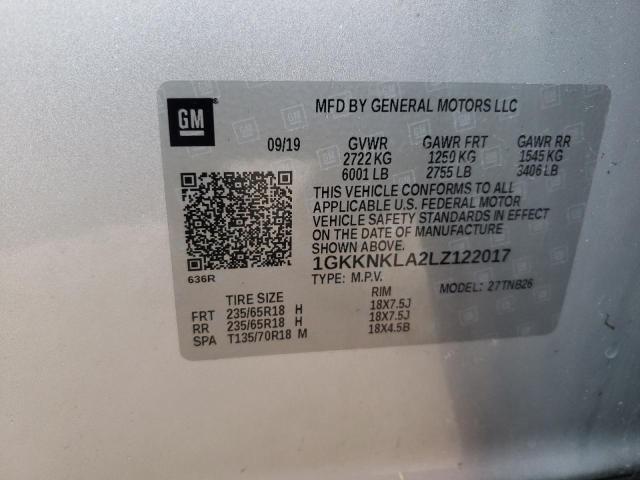 GM
MFD BY GENERAL MOTORS LLC
09/19 GVWR GAWR FRT GAWR RR
2722 KG 1250 KG 1545 KG
6001 LB 2755 LB 3406 LB
THIS VEHICLE CONFORMS TO ALL
APPLICABLE U.S. FEDERAL MOTOR
VEHICLE SAFETY STANDARDS IN EFFECT
ON THE DATE OF MANUFACTURE
SHOWN ABOVE.
1GKKNKLA2LZ122017
636R
TYPE: M.P.V. MODEL: 27TNB26
TIRE SIZE RIM
FRT 235/65R18 H 18X7.5J
RR 235/65R18 H 18X7.5J
SPA T135/70R18 M 18X4.5B